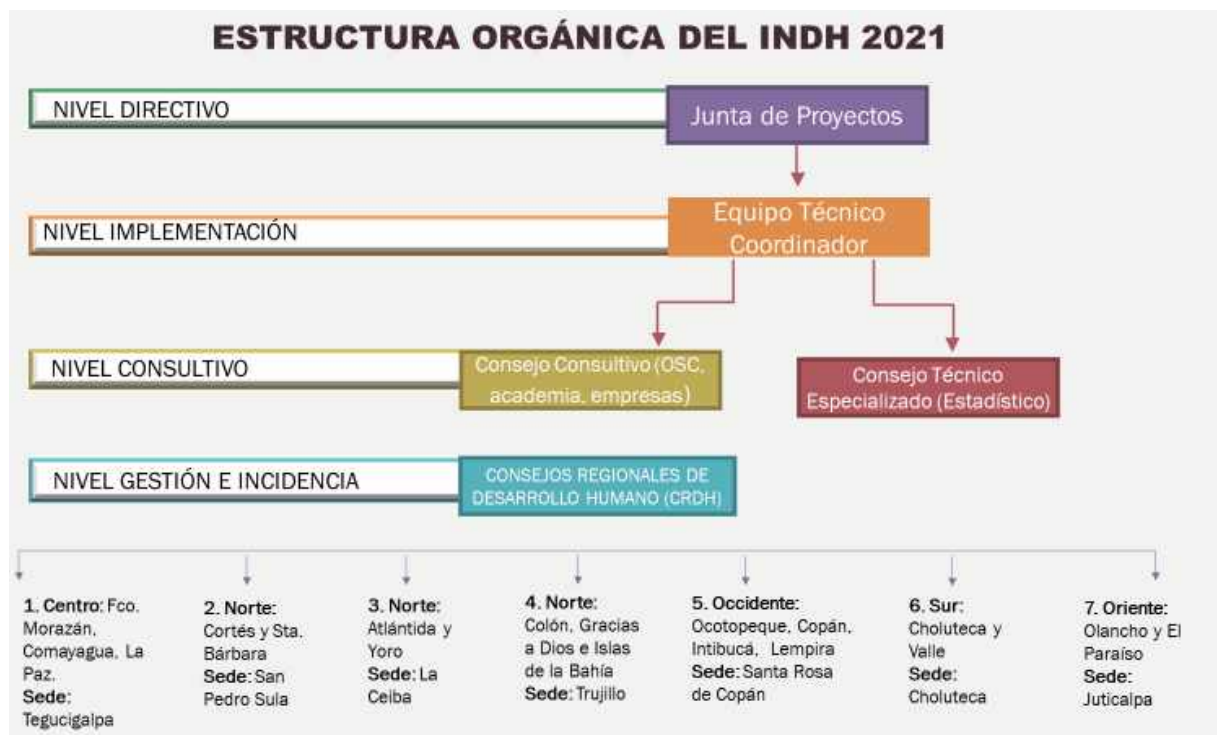 ESTRUCTURA ORGÁNICA DEL INDH 2021
NIVEL DIRECTIVO
Junta de Proyectos
NIVEL IMPLEMENTACIÓN
Equipo Técnico
Coordinador
NIVEL CONSULTIVO
Consejo Consultivo (OSC,
academia, empresas)
Consejo Técnico
Especializado (Estadístico)
NIVEL GESTIÓN E INCIDENCIA
CONSEJOS REGIONALES DE
DESARROLLO HUMANO (CRDH)
1. Centro: Fco.
Morazán,
Comayagua, La
Paz.
Sede:
Tegucigalpa
2. Norte:
Cortés y Sta.
Bárbara
Sede: San
Pedro Sula
3. Norte:
Atlántida y
Yoro
Sede: La
Ceiba
4. Norte:
Colón, Gracias
a Dios e Islas
de la Bahía
Sede: Trujillo
5. Occidente:
Ocotopeque, Copán,
Intibucá, Lempira
Sede: Santa Rosa
de Copán
6. Sur:
Choluteca y
Valle
Sede:
Choluteca
7. Oriente:
Olancho y El
Paraíso
Sede:
Juticalpa